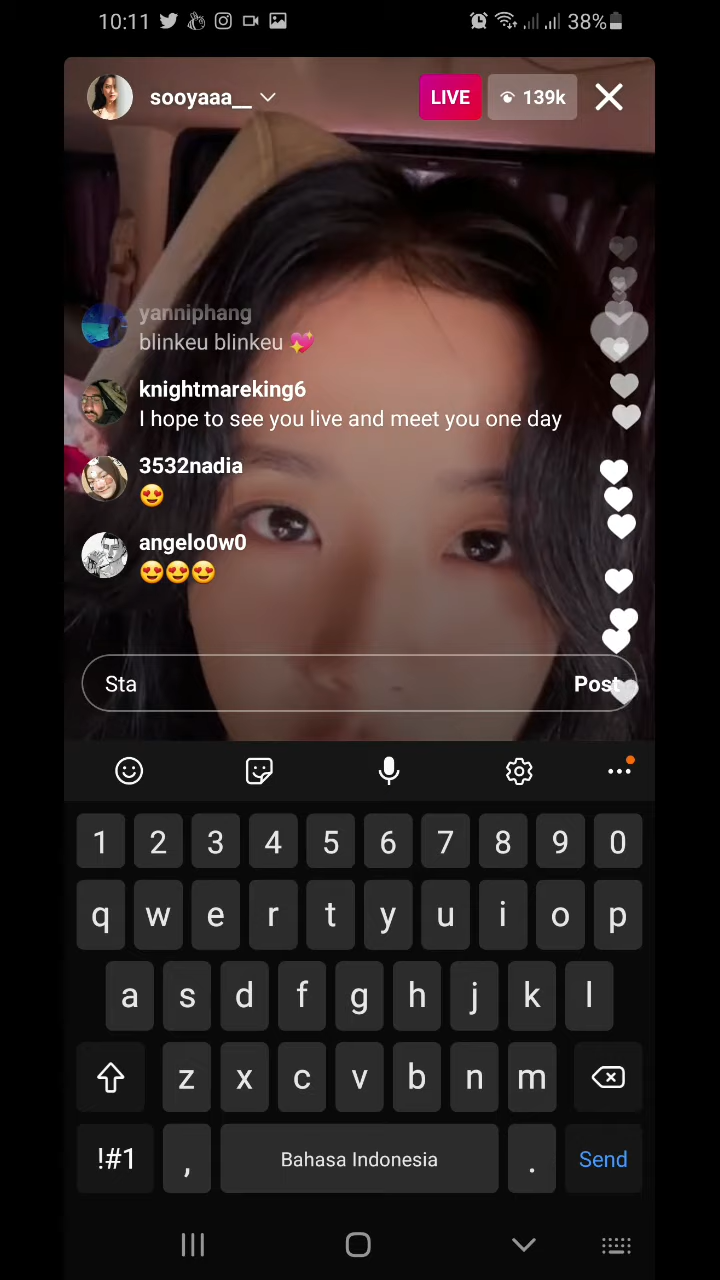 10:11
38%
sooyaaa__
LIVE
139k
yanniphang
blinkeu blinkeu 💖
knightmareking6
I hope to see you live and meet you one day
3532nadia
😍
angelo0w0
😍😍😍
Sta
Post
1 2 3 4 5 6 7 8 9 0
q w e r t y u i o p
a s d f g h j k l
z x c v b n m
!#1 , Bahasa Indonesia . Send